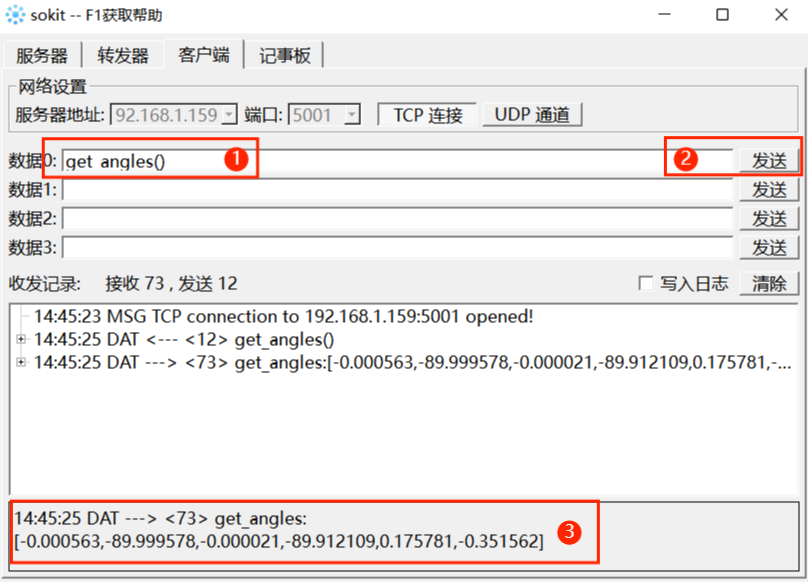 sokit -- F1获取帮助
服务器 转发器 客户端 记事板
网络设置
服务器地址: 92.168.1.159 端口: 5001 TCP 连接 UDP 通道
数据0: get_angles() 1 2 发送
数据1: 发送
数据2: 发送
数据3: 发送
收发记录: 接收 73 , 发送 12 写入日志 清除
14:45:23 MSG TCP connection to 192.168.1.159:5001 opened!
14:45:25 DAT <--- <12> get_angles()
14:45:25 DAT ---> <73> get_angles:[-0.000563,-89.999578,-0.000021,-89.912109,0.175781,-...
14:45:25 DAT ---> <73> get_angles:
[-0.000563,-89.999578,-0.000021,-89.912109,0.175781,-0.351562] 3